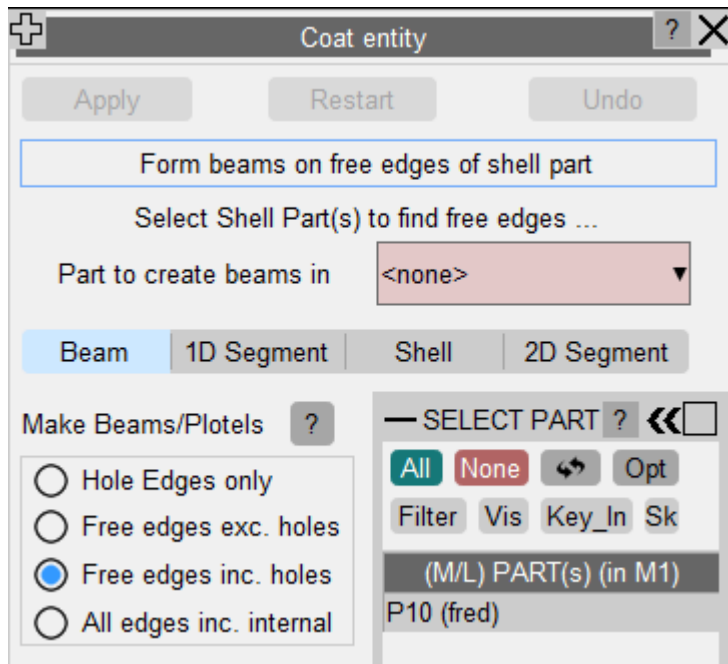 Coat entity ?
Apply Restart Undo
Form beams on free edges of shell part
Select Shell Part(s) to find free edges ...
Part to create beams in <none>
Beam 1D Segment Shell 2D Segment
Make Beams/Plotels ?
Hole Edges only
Free edges exc. holes
Free edges inc. holes
All edges inc. internal
SELECT PART ?
All None Opt
Filter Vis Key_In Sk
(M/L) PART(s) (in M1)
P10 (fred)